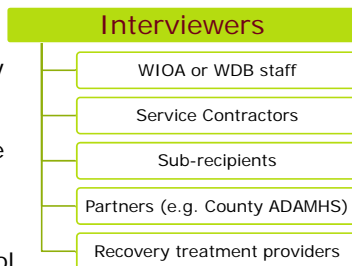 Interviewers
WIOA or WDB staff
Service Contractors
Sub-recipients
Partners (e.g. County ADAMHS)
Recovery treatment providers